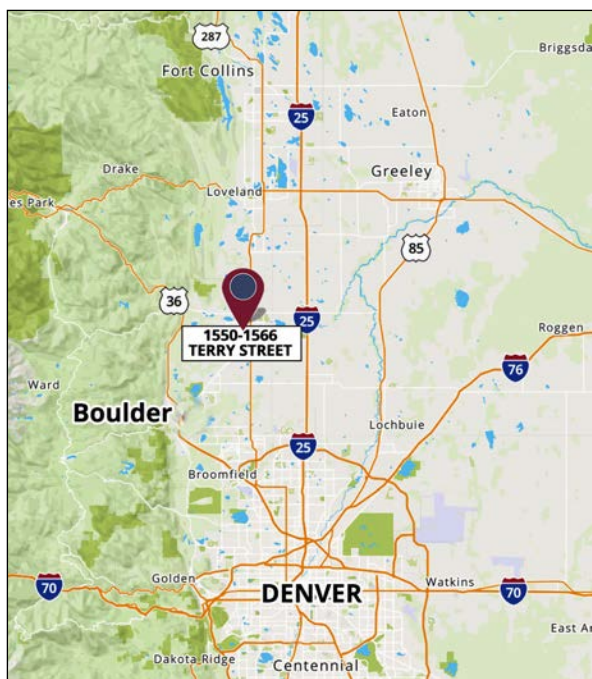 287
Briggsda
Fort Collins
25
Eaton
Greeley
Drake
Loveland
es Park
85
36
25
1550-1566
TERRY STREET
Roggen
76
Ward
Boulder
Lochbuie
25
Broomfield
70
Golden
DENVER
Watkins
70
East Ar
Dakota Ridge
Centennial